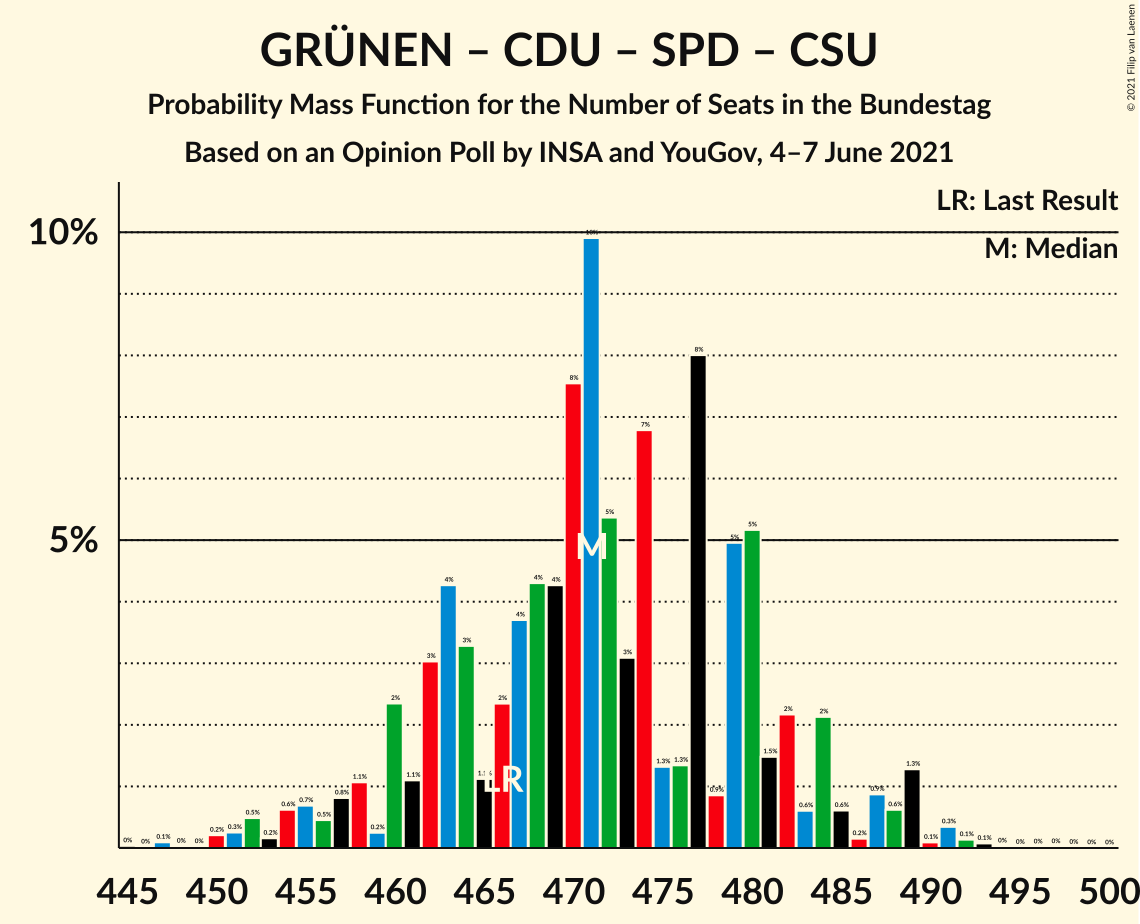 GRÜNEN – CDU – SPD – CSU
Probability Mass Function for the Number of Seats in the Bundestag
Based on an Opinion Poll by INSA and YouGov, 4–7 June 2021
© 2021 Filip van Laenen
LR: Last Result
M: Median
10%
5%
0% 0% 0.1% 0% 0% 0.2% 0.3% 0.5% 0.2% 0.6% 0.7% 0.5% 0.8% 1.1% 0.2% 2% 1.1% 3% 4% 3% 2% 4% 4% 4% 8% 10% 5% 3% 7% 1.3% 1.3% 8% 0.9% 5% 5% 1.5% 2% 0.6% 2% 0.6% 0.2% 0.9% 0.6% 1.3% 0.1% 0.3% 0.1% 0.1% 0% 0% 0% 0% 0% 0% 0%
M
LR
445 450 455 460 465 470 475 480 485 490 495 500